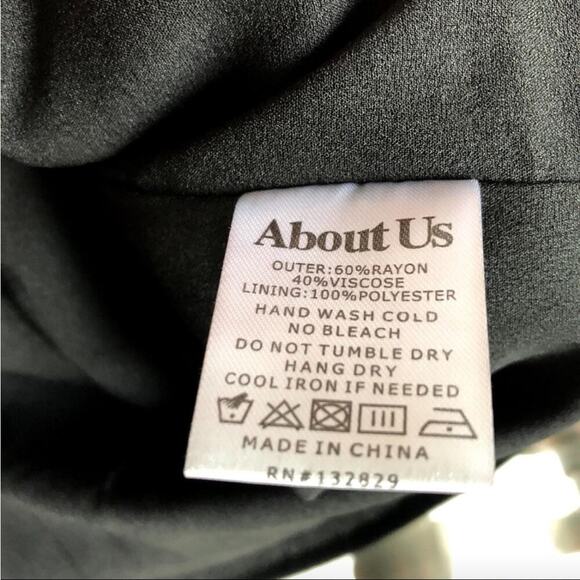 About Us
OUTER:60%RAYON
40%VISCOSE
LINING:100%POLYESTER
HAND WASH COLD
NO BLEACH
DO NOT TUMBLE DRY
HANG DRY
COOL IRON IF NEEDED
MADE IN CHINA
RN#132829